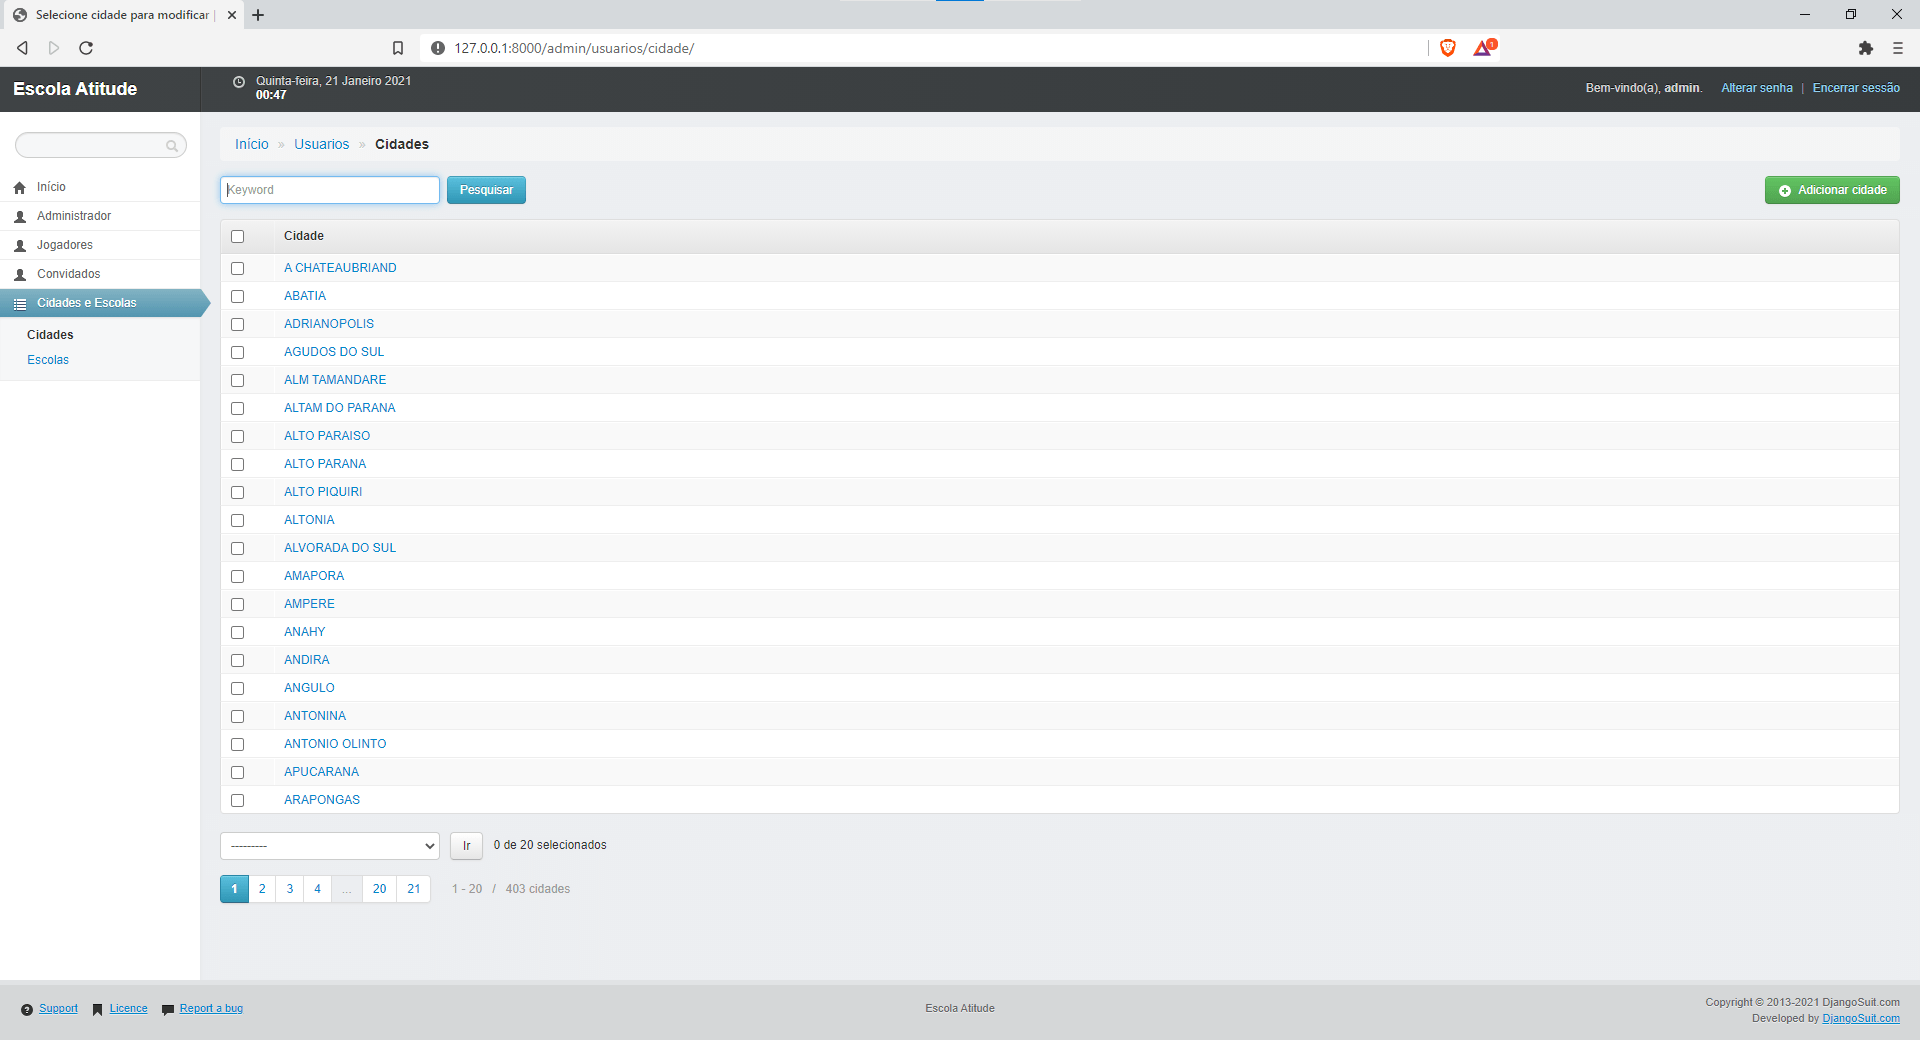 Selecione cidade para modificar
127.0.0.1:8000/admin/usuarios/cidade/
1
Escola Atitude
Quinta-feira, 21 Janeiro 2021
00:47
Bem-vindo(a), admin. Alterar senha | Encerrar sessão
Início » Usuarios » Cidades
Início
Administrador
Jogadores
Convidados
Cidades e Escolas
Cidades
Escolas
Keyword
Pesquisar
Adicionar cidade
Cidade
A CHATEAUBRIAND
ABATIA
ADRIANOPOLIS
AGUDOS DO SUL
ALM TAMANDARE
ALTAM DO PARANA
ALTO PARAISO
ALTO PARANA
ALTO PIQUIRI
ALTONIA
ALVORADA DO SUL
AMAPORA
AMPERE
ANAHY
ANDIRA
ANGULO
ANTONINA
ANTONIO OLINTO
APUCARANA
ARAPONGAS
---------
Ir
0 de 20 selecionados
1 2 3 4 ... 20 21
1 - 20 / 403 cidades
Support
Licence
Report a bug
Escola Atitude
Copyright © 2013-2021 DjangoSuit.com
Developed by DjangoSuit.com